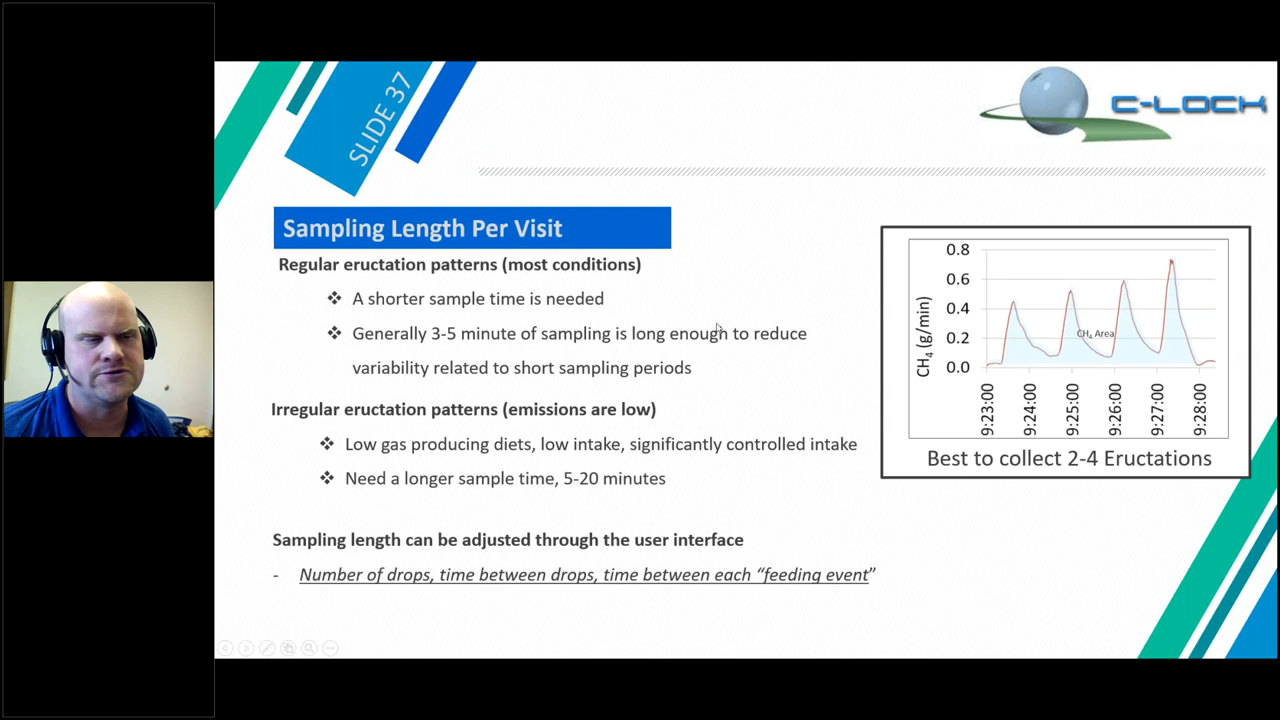 SLIDE 37
C-LOCK
Sampling Length Per Visit
Regular eructation patterns (most conditions)
❖ A shorter sample time is needed
❖ Generally 3-5 minute of sampling is long enough to reduce
variability related to short sampling periods
Irregular eructation patterns (emissions are low)
❖ Low gas producing diets, low intake, significantly controlled intake
❖ Need a longer sample time, 5-20 minutes
Sampling length can be adjusted through the user interface
- Number of drops, time between drops, time between each “feeding event”
CH₄ (g/min)
0.8
0.6
0.4
0.2
0.0
CH₄ Area
9:23:00
9:24:00
9:25:00
9:26:00
9:27:00
9:28:00
Best to collect 2-4 Eructations